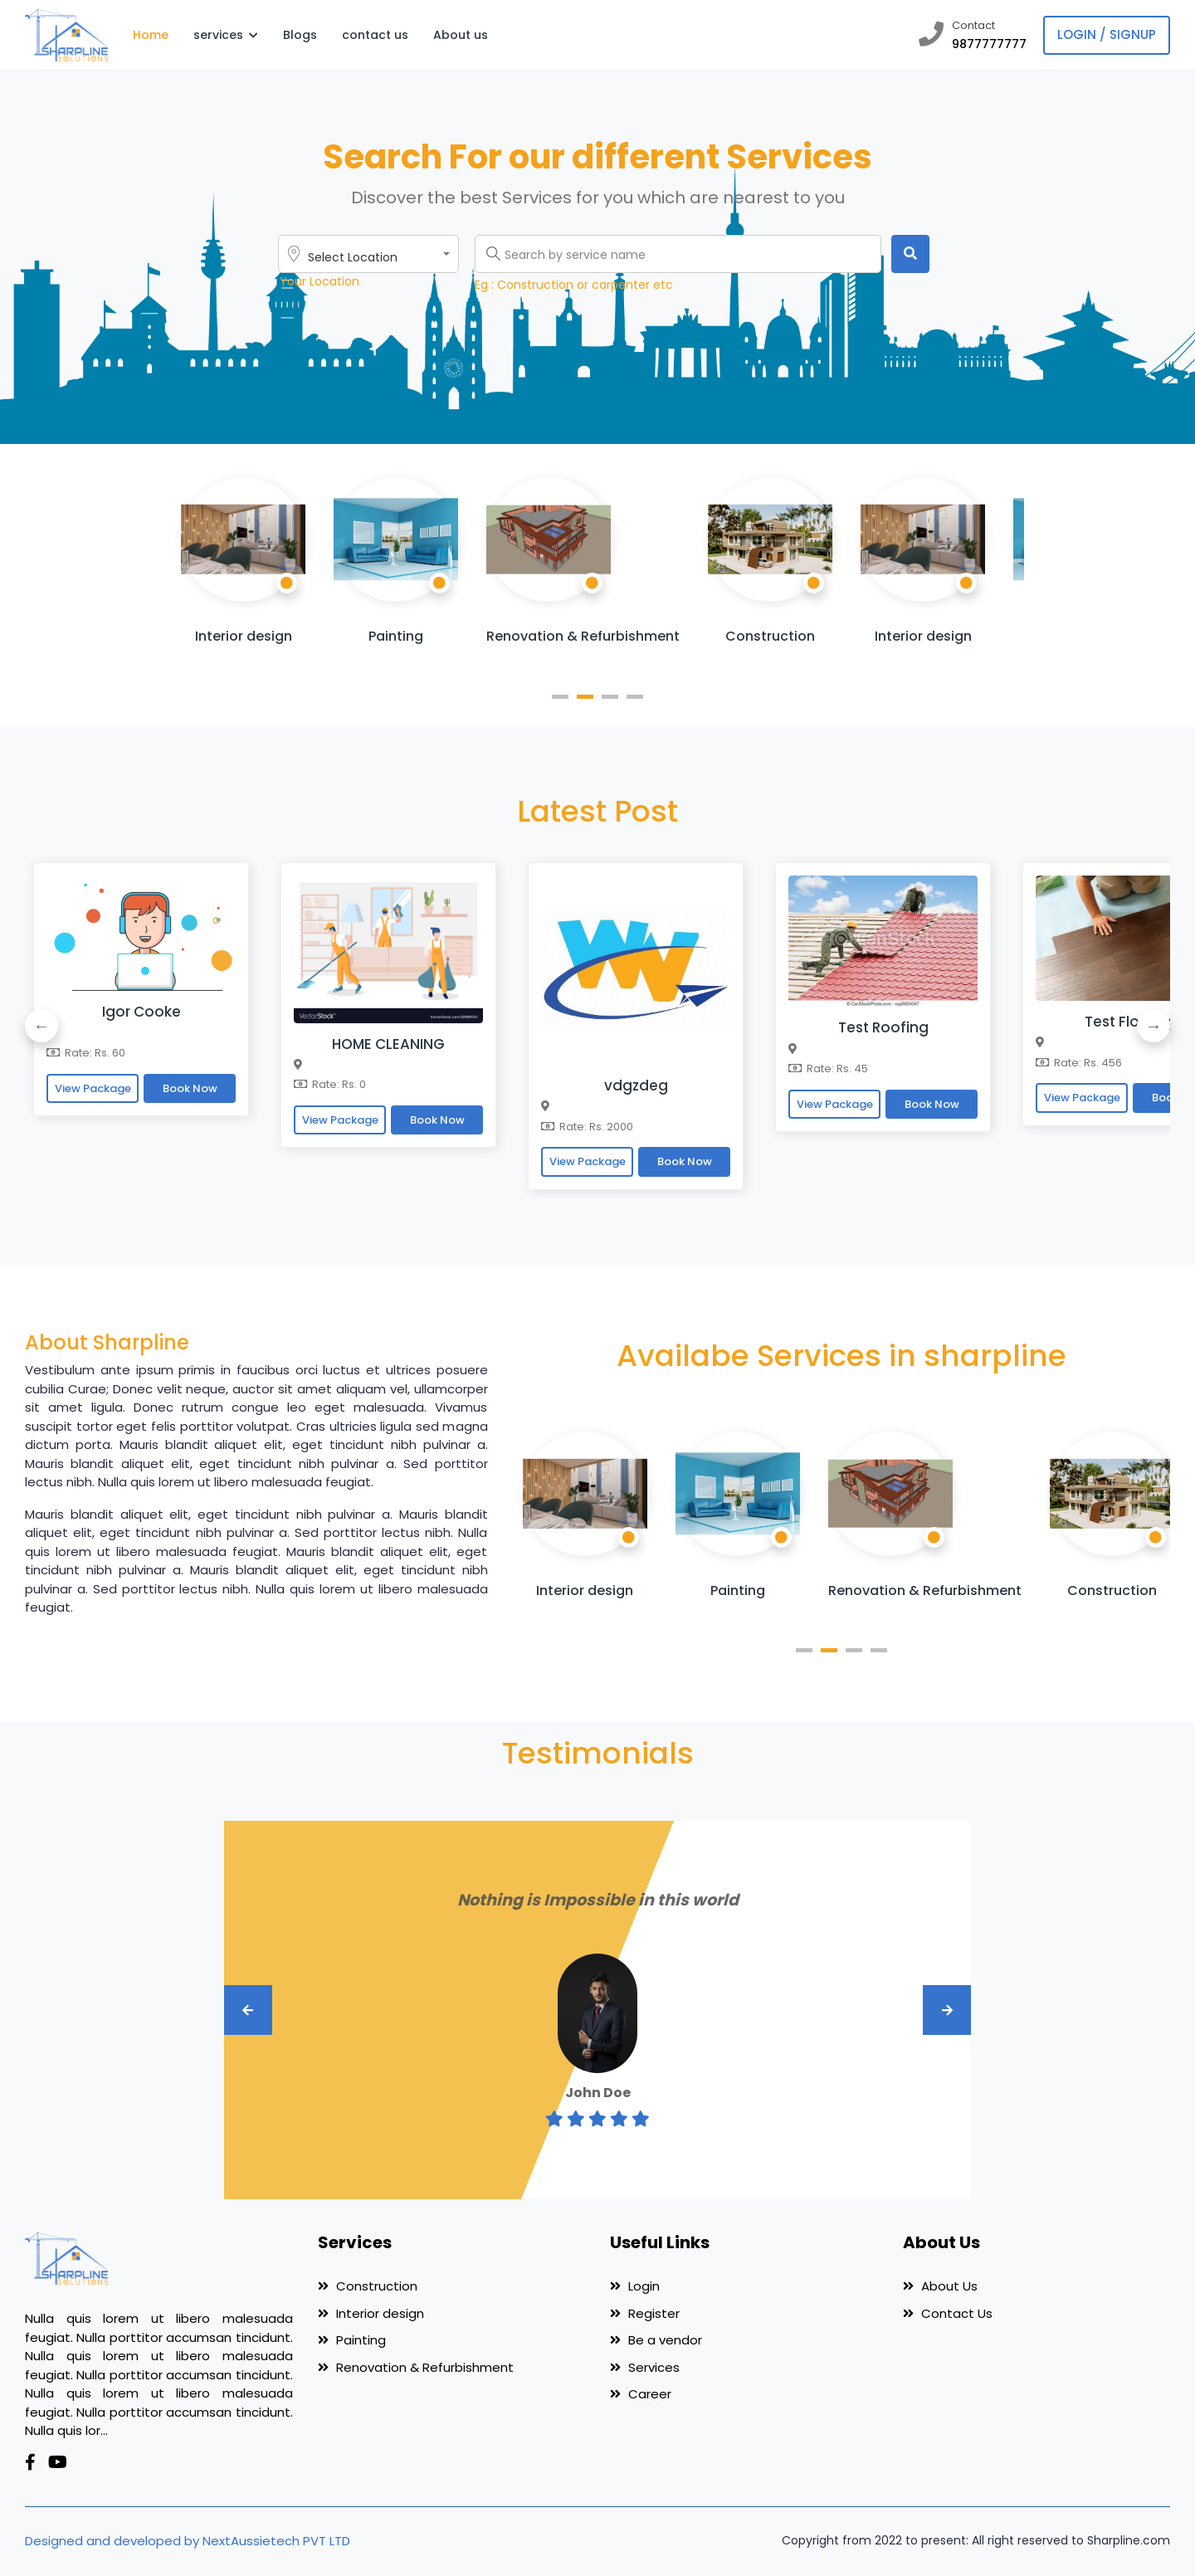 SHARPLINE
SOLUTIONS
Home
services
Blogs
contact us
About us
Contact
9877777777
LOGIN / SIGNUP
Search For our different Services
Discover the best Services for you which are nearest to you
Select Location
Search by service name
Your Location
Eg : Construction or carpenter etc
Interior design
Painting
Renovation & Refurbishment
Construction
Interior design
Latest Post
Igor Cooke
Rate: Rs. 60
View Package
Book Now
VectorStock
HOME CLEANING
Rate: Rs. 0
View Package
Book Now
vdgzdeg
Rate: Rs. 2000
View Package
Book Now
Test Roofing
Rate: Rs. 45
View Package
Book Now
Test Flo
Rate: Rs. 456
View Package
Boo
About Sharpline
Vestibulum ante ipsum primis in faucibus orci luctus et ultrices posuere
cubilia Curae; Donec velit neque, auctor sit amet aliquam vel, ullamcorper
sit amet ligula. Donec rutrum congue leo eget malesuada. Vivamus
suscipit tortor eget felis porttitor volutpat. Cras ultricies ligula sed magna
dictum porta. Mauris blandit aliquet elit, eget tincidunt nibh pulvinar a.
Mauris blandit aliquet elit, eget tincidunt nibh pulvinar a. Sed porttitor
lectus nibh. Nulla quis lorem ut libero malesuada feugiat.
Mauris blandit aliquet elit, eget tincidunt nibh pulvinar a. Mauris blandit
aliquet elit, eget tincidunt nibh pulvinar a. Sed porttitor lectus nibh. Nulla
quis lorem ut libero malesuada feugiat. Mauris blandit aliquet elit, eget
tincidunt nibh pulvinar a. Mauris blandit aliquet elit, eget tincidunt nibh
pulvinar a. Sed porttitor lectus nibh. Nulla quis lorem ut libero malesuada
feugiat.
Availabe Services in sharpline
Interior design
Painting
Renovation & Refurbishment
Construction
Testimonials
Nothing is Impossible in this world
John Doe
SHARPLINE
SOLUTIONS
Nulla quis lorem ut libero malesuada
feugiat. Nulla porttitor accumsan tincidunt.
Nulla quis lorem ut libero malesuada
feugiat. Nulla porttitor accumsan tincidunt.
Nulla quis lorem ut libero malesuada
feugiat. Nulla porttitor accumsan tincidunt.
Nulla quis lor...
Services
Construction
Interior design
Painting
Renovation & Refurbishment
Useful Links
Login
Register
Be a vendor
Services
Career
About Us
About Us
Contact Us
Designed and developed by NextAussietech PVT LTD
Copyright from 2022 to present: All right reserved to Sharpline.com